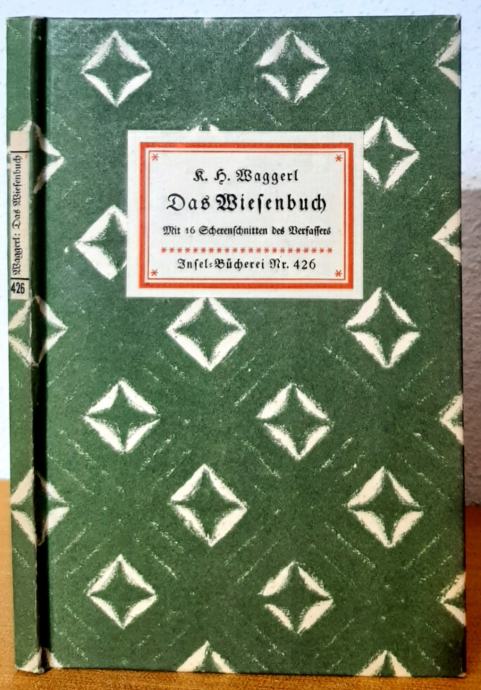 K. H. Waggerl
Das Wiesenbuch
Mit 16 Scherenschnitten des Verfassers
Insel-Bücherei Nr. 426
Waggerl: Das Wiesenbuch
426